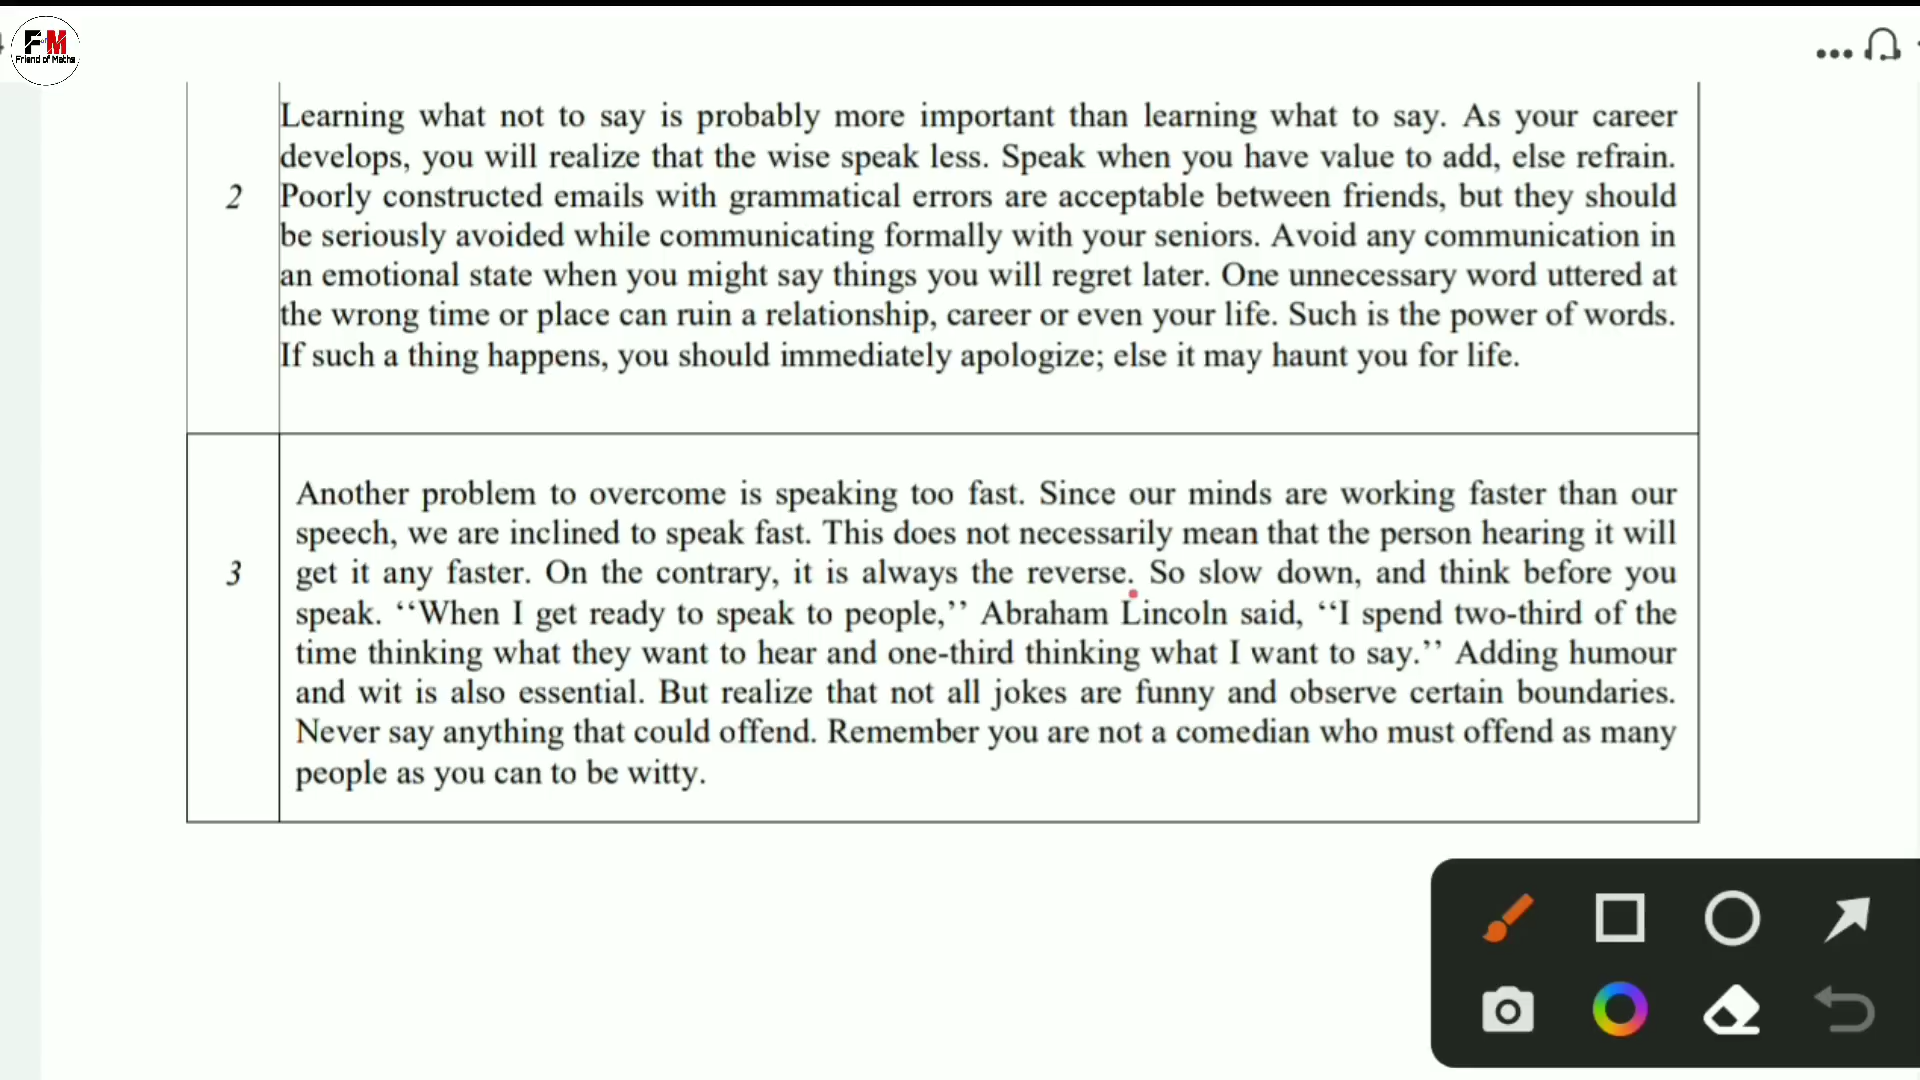 FM
Friend of Maths
Learning what not to say is probably more important than learning what to say. As your career
develops, you will realize that the wise speak less. Speak when you have value to add, else refrain.
2 Poorly constructed emails with grammatical errors are acceptable between friends, but they should
be seriously avoided while communicating formally with your seniors. Avoid any communication in
an emotional state when you might say things you will regret later. One unnecessary word uttered at
the wrong time or place can ruin a relationship, career or even your life. Such is the power of words.
If such a thing happens, you should immediately apologize; else it may haunt you for life.
Another problem to overcome is speaking too fast. Since our minds are working faster than our
speech, we are inclined to speak fast. This does not necessarily mean that the person hearing it will
3 get it any faster. On the contrary, it is always the reverse. So slow down, and think before you
speak. ‘‘When I get ready to speak to people,’’ Abraham Lincoln said, ‘‘I spend two-third of the
time thinking what they want to hear and one-third thinking what I want to say.’’ Adding humour
and wit is also essential. But realize that not all jokes are funny and observe certain boundaries.
Never say anything that could offend. Remember you are not a comedian who must offend as many
people as you can to be witty.